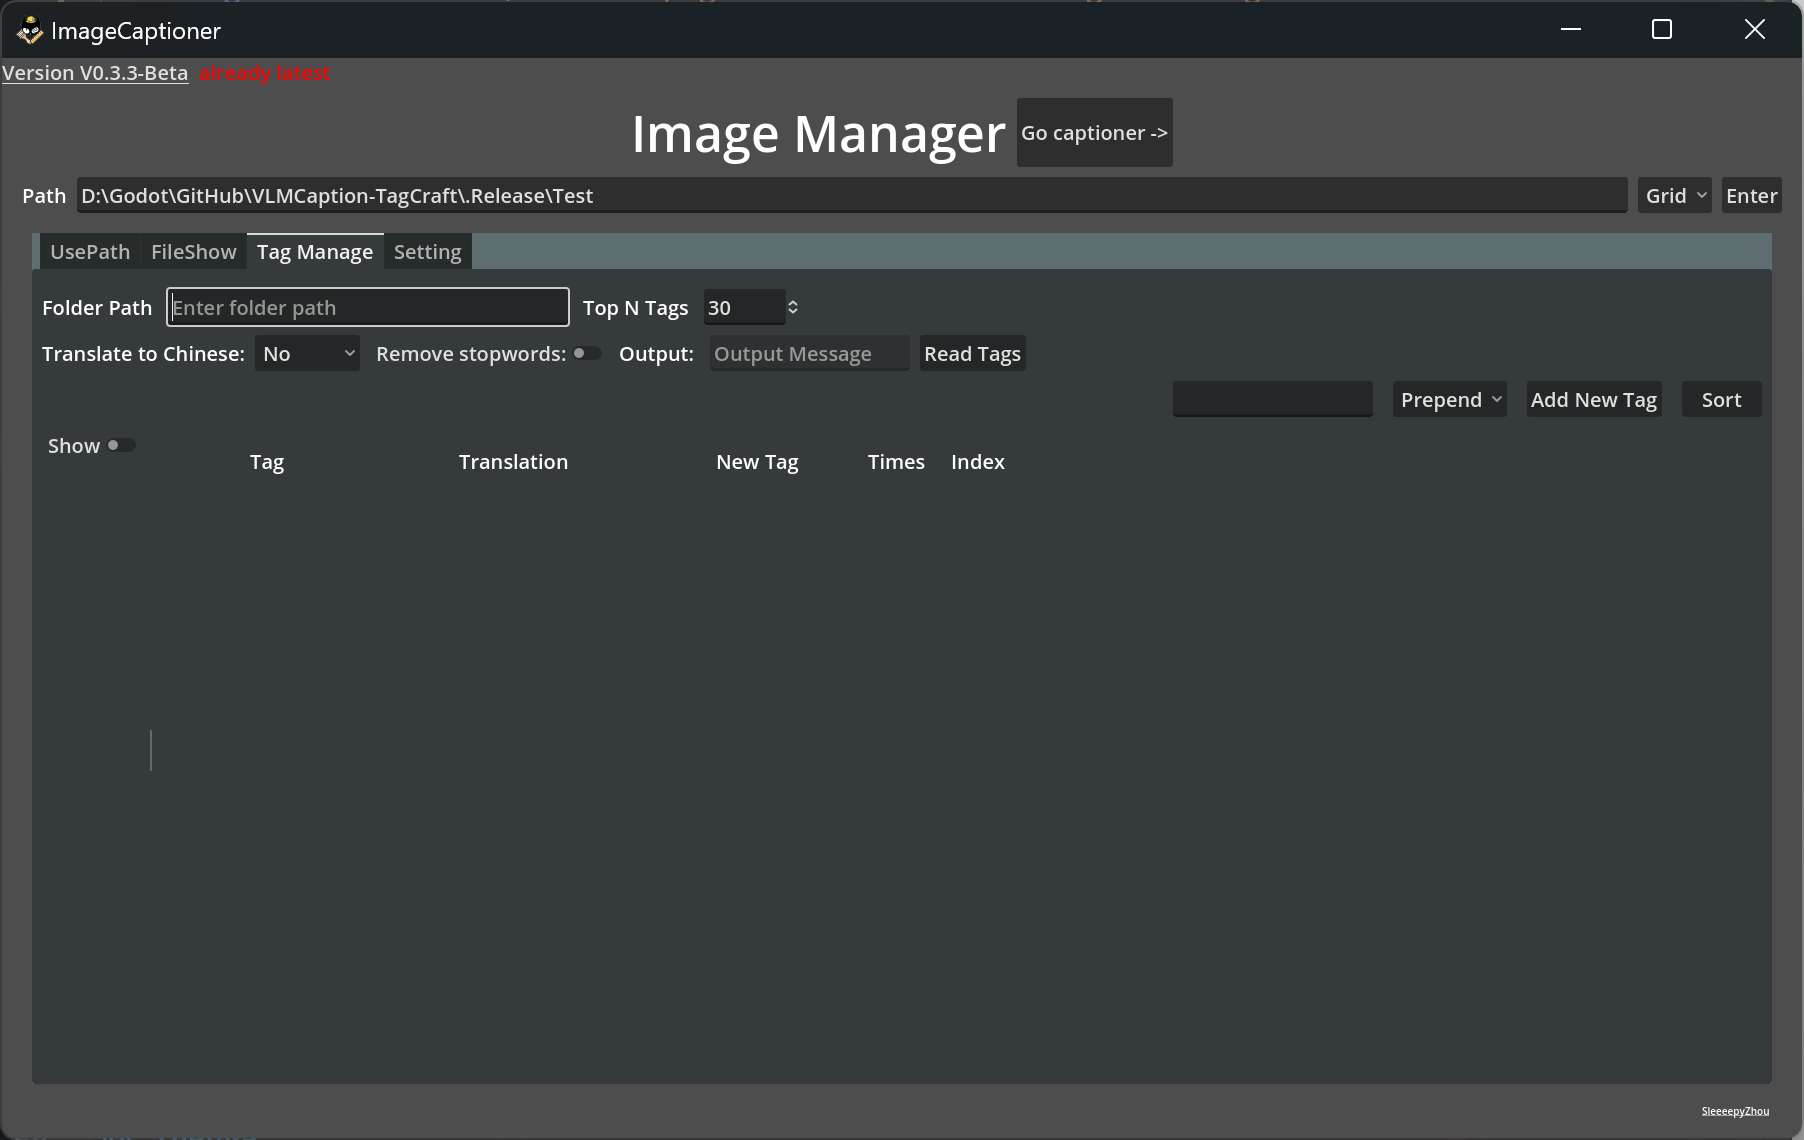 ImageCaptioner
Version V0.3.3-Beta already latest
Image Manager Go captioner ->
Path D:\Godot\GitHub\VLMCaption-TagCraft\.Release\Test Grid Enter
UsePath FileShow Tag Manage Setting
Folder Path Enter folder path Top N Tags 30
Translate to Chinese: No Remove stopwords: Output: Output Message Read Tags
Prepend Add New Tag Sort
Show
Tag Translation New Tag Times Index
SleeeepyZhou